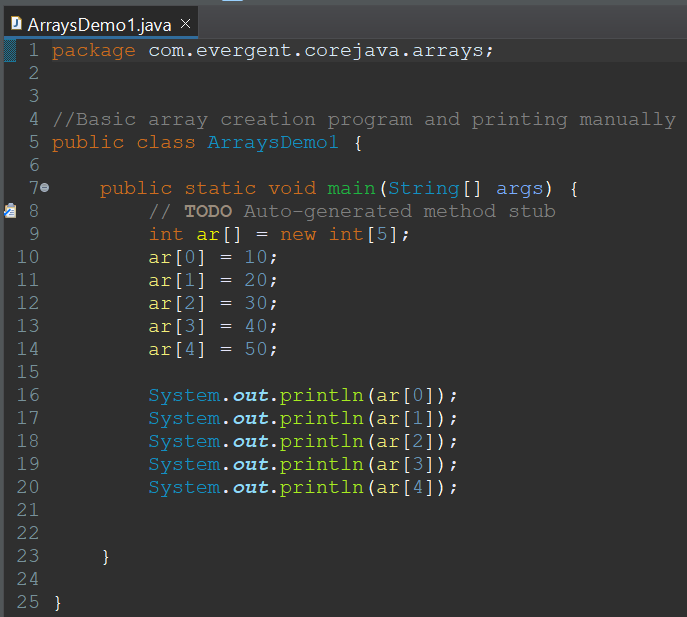 ArraysDemo1.java
1 package com.evergent.corejava.arrays;
2
3
4 //Basic array creation program and printing manually
5 public class ArraysDemo1 {
6
7 public static void main(String[] args) {
8 // TODO Auto-generated method stub
9 int ar[] = new int[5];
10 ar[0] = 10;
11 ar[1] = 20;
12 ar[2] = 30;
13 ar[3] = 40;
14 ar[4] = 50;
15
16 System.out.println(ar[0]);
17 System.out.println(ar[1]);
18 System.out.println(ar[2]);
19 System.out.println(ar[3]);
20 System.out.println(ar[4]);
21
22
23 }
24
25 }